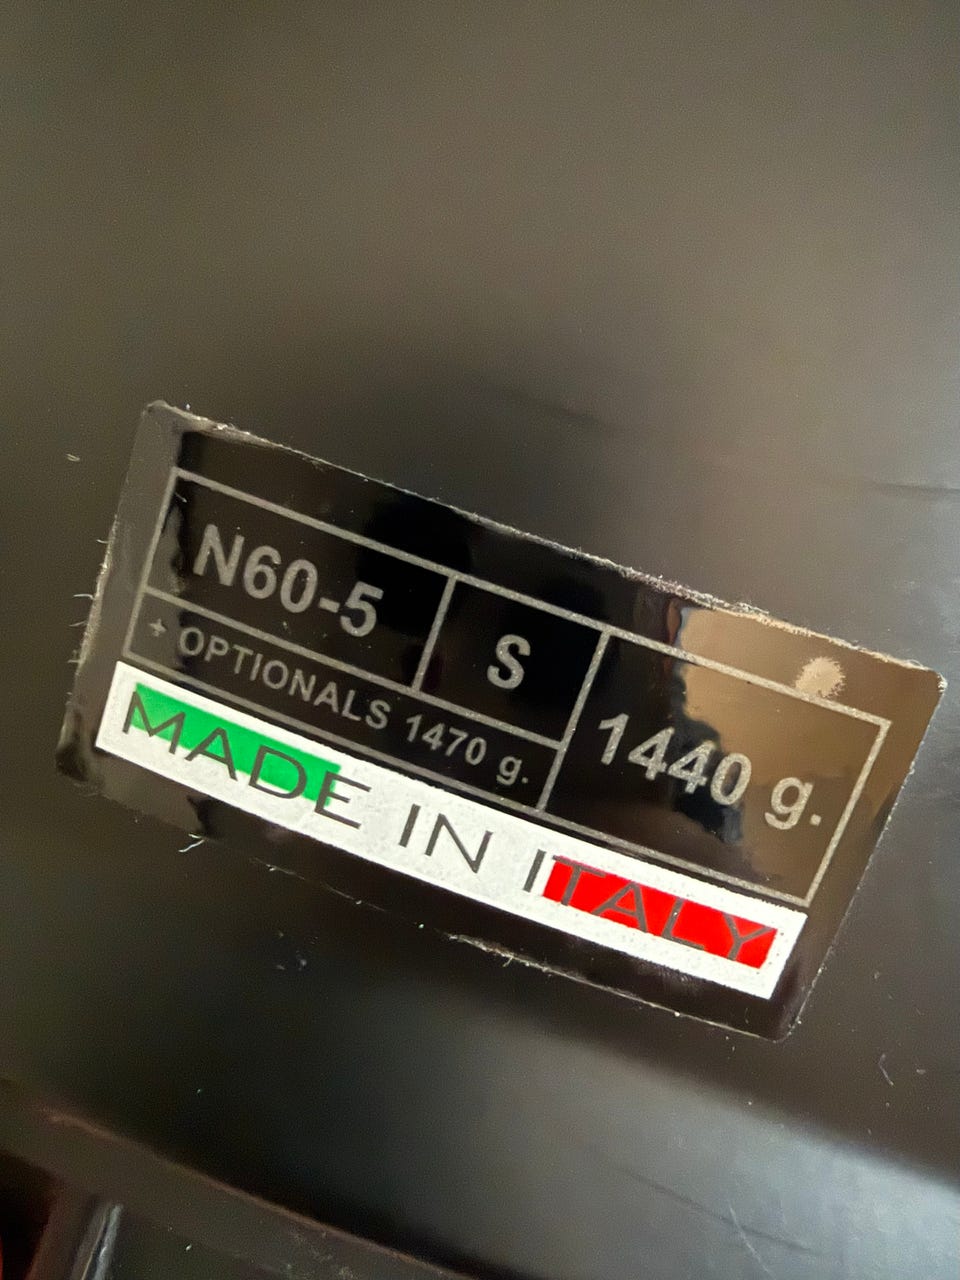 N60-5 S 1440 g.
+ OPTIONALS 1470 g.
MADE IN ITALY